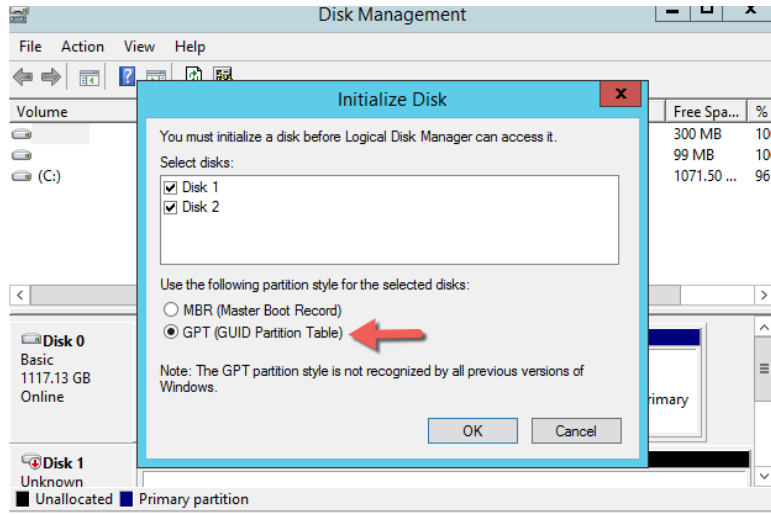 Disk Management
File Action View Help
Initialize Disk
You must initialize a disk before Logical Disk Manager can access it.
Select disks:
Disk 1
Disk 2
Use the following partition style for the selected disks:
MBR (Master Boot Record)
GPT (GUID Partition Table)
Note: The GPT partition style is not recognized by all previous versions of
Windows.
OK Cancel
Volume Free Spa... %
300 MB 10
99 MB 10
(C:) 1071.50 ... 96
Disk 0
Basic
1117.13 GB
Online
rimary
Disk 1
Unknown
Unallocated Primary partition